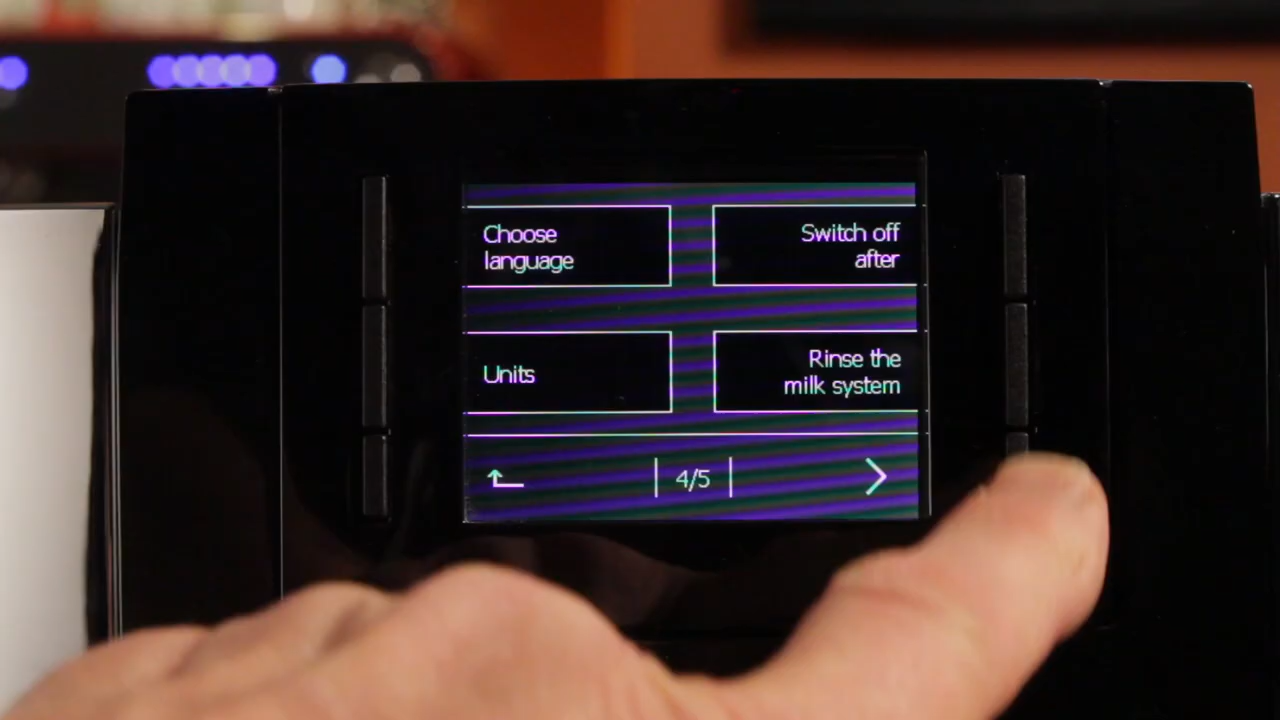 Choose
language
Switch off
after
Units
Rinse the
milk system
4/5